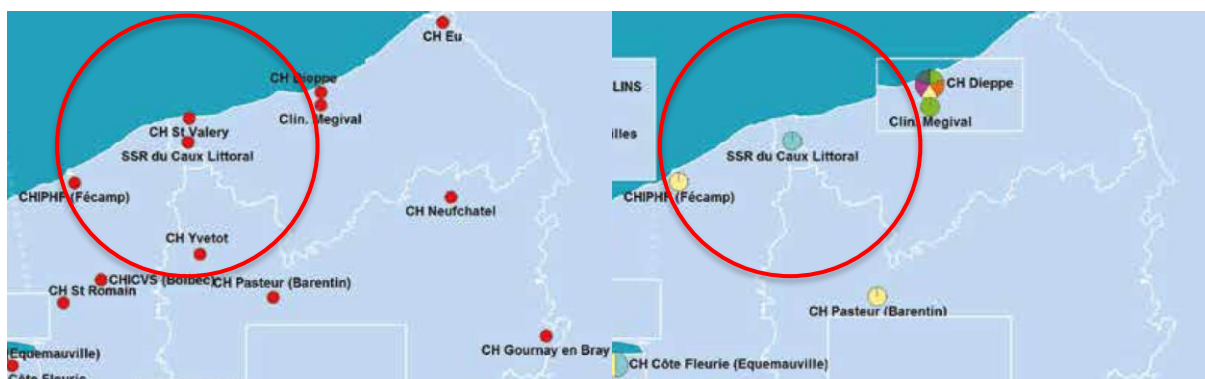 CH Eu
CH Dieppe
Clin. Megival
CH St Valery
SSR du Caux Littoral
CHIPHF (Fécamp)
CH Neufchatel
CH Yvetot
CHICVS (Bolbec)
CH Pasteur (Barentin)
CH St Romain
CH Gournay en Bray
Equemauville)
Côte Fleurie
LINS
illes
CH Dieppe
Clin. Megival
SSR du Caux Littoral
CHIPHF (Fécamp)
CH Pasteur (Barentin)
CH Côte Fleurie (Equemauville)